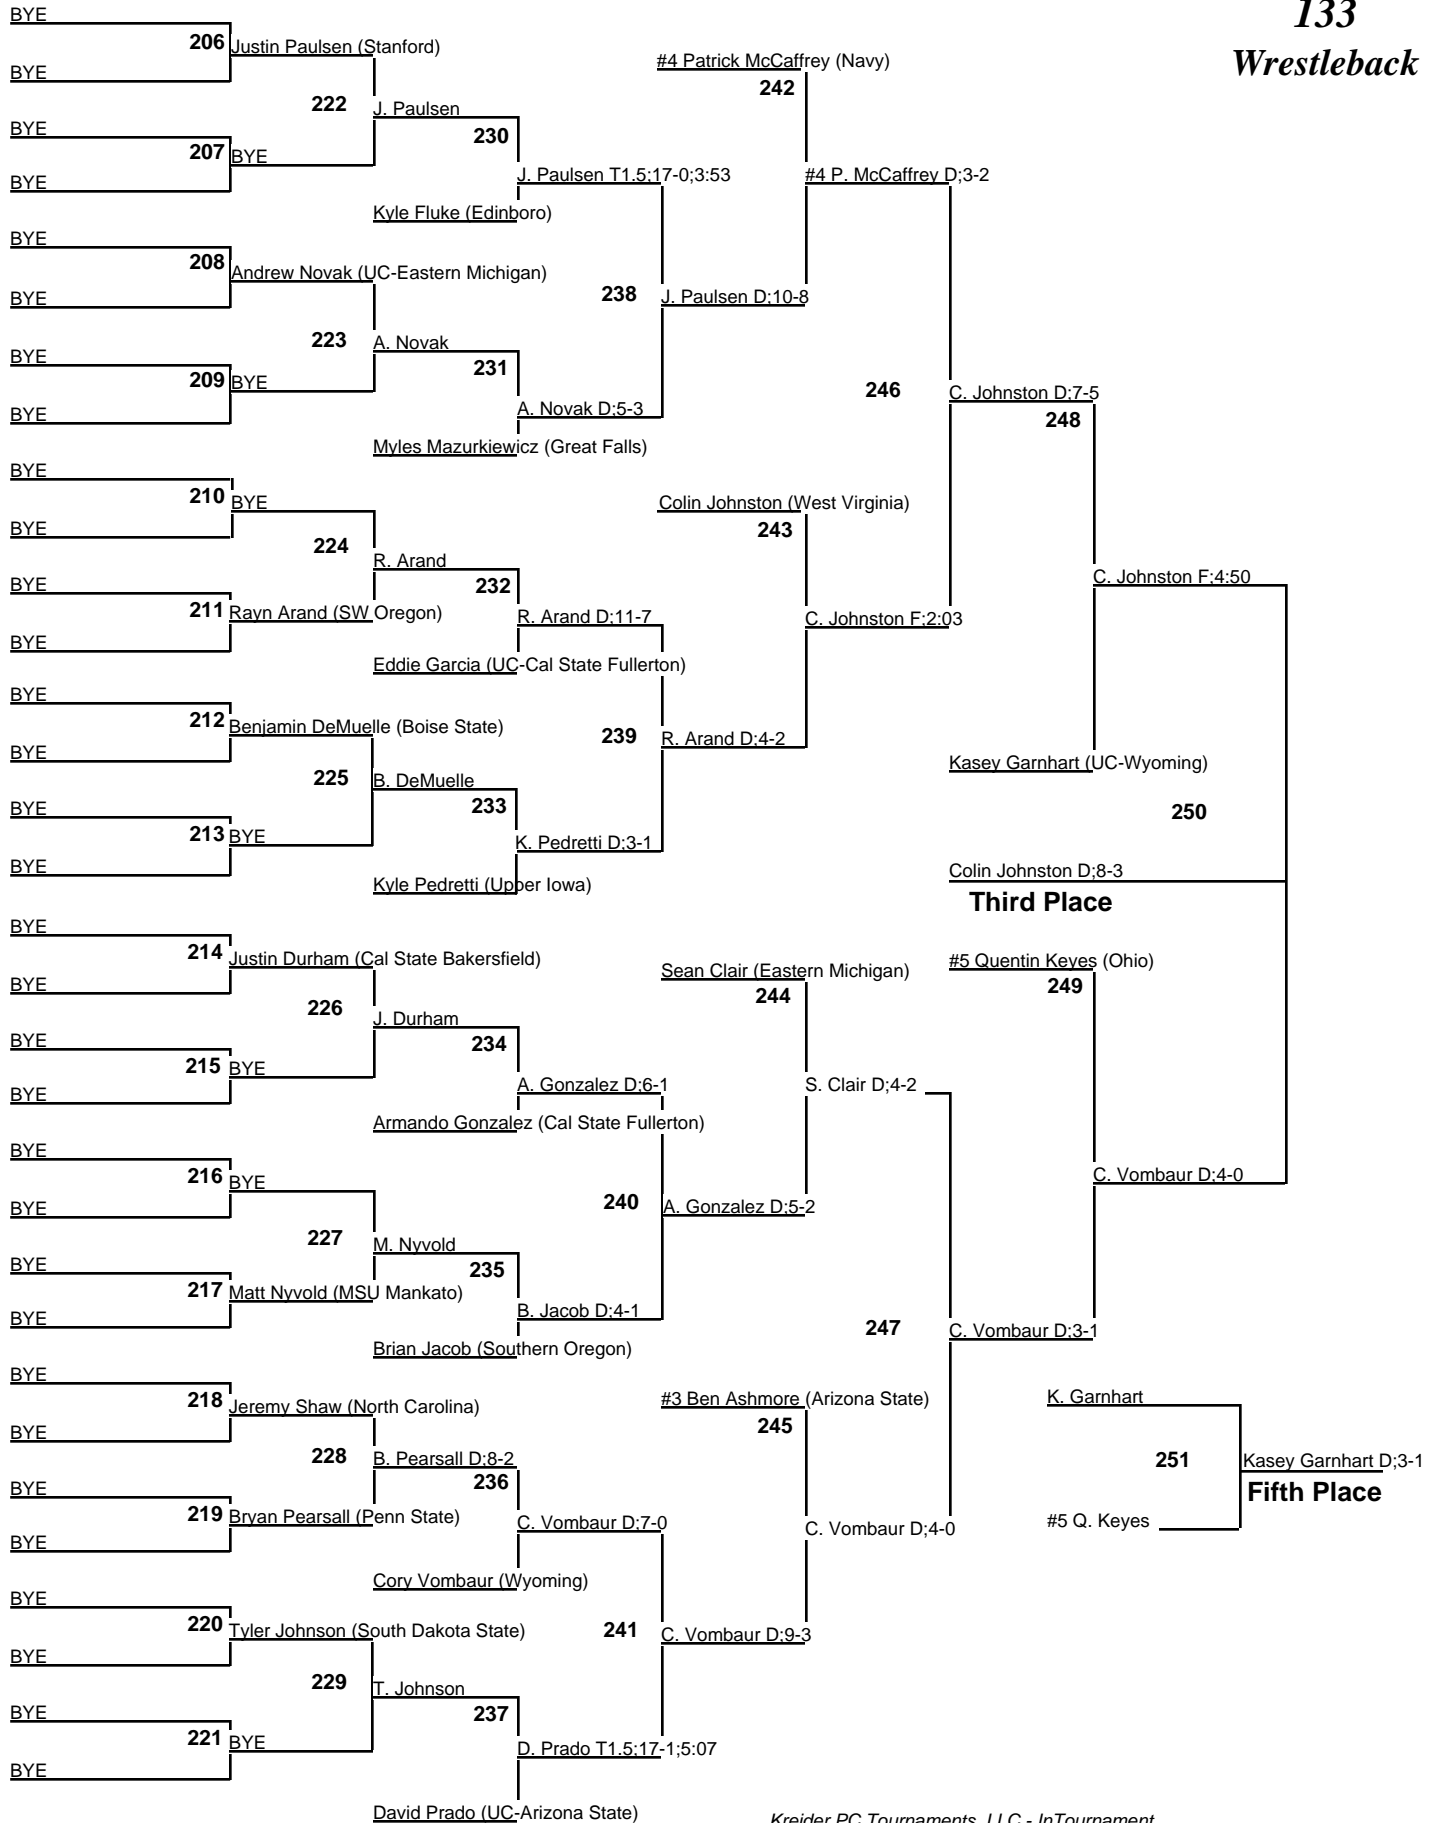 133
Wrestleback
BYE
206 Justin Paulsen (Stanford)
BYE
#4 Patrick McCaffrey (Navy)
242
222 J. Paulsen
BYE
230
207 BYE
BYE
J. Paulsen T1.5;17-0;3:53
#4 P. McCaffrey D;3-2
Kyle Fluke (Edinboro)
BYE
208 Andrew Novak (UC-Eastern Michigan)
BYE
238 J. Paulsen D;10-8
223 A. Novak
BYE
231
209 BYE
BYE
246 C. Johnston D;7-5
A. Novak D;5-3
248
Myles Mazurkiewicz (Great Falls)
BYE
210 BYE
BYE
Colin Johnston (West Virginia)
243
224 R. Arand
BYE
232
C. Johnston F;4:50
211 Rayn Arand (SW Oregon)
BYE
R. Arand D;11-7
C. Johnston F;2:03
Eddie Garcia (UC-Cal State Fullerton)
BYE
212 Benjamin DeMuelle (Boise State)
BYE
239 R. Arand D;4-2
Kasey Garnhart (UC-Wyoming)
225 B. DeMuelle
BYE
233
250
213 BYE
BYE
K. Pedretti D;3-1
Colin Johnston D;8-3
Kyle Pedretti (Upper Iowa)
Third Place
BYE
214 Justin Durham (Cal State Bakersfield)
BYE
Sean Clair (Eastern Michigan)
#5 Quentin Keyes (Ohio)
244
249
226 J. Durham
BYE
234
215 BYE
BYE
A. Gonzalez D;6-1
S. Clair D;4-2
Armando Gonzalez (Cal State Fullerton)
BYE
216 BYE
BYE
C. Vombaur D;4-0
240 A. Gonzalez D;5-2
227 M. Nyvold
BYE
235
217 Matt Nyvold (MSU Mankato)
BYE
B. Jacob D;4-1
247 C. Vombaur D;3-1
Brian Jacob (Southern Oregon)
BYE
218 Jeremy Shaw (North Carolina)
BYE
#3 Ben Ashmore (Arizona State)
245
K. Garnhart
228 B. Pearsall D;8-2
BYE
236
251 Kasey Garnhart D;3-1
Fifth Place
219 Bryan Pearsall (Penn State)
BYE
C. Vombaur D;7-0
C. Vombaur D;4-0
#5 Q. Keyes
Cory Vombaur (Wyoming)
BYE
220 Tyler Johnson (South Dakota State)
BYE
241 C. Vombaur D;9-3
229 T. Johnson
BYE
237
221 BYE
BYE
D. Prado T1.5;17-1;5:07
David Prado (UC-Arizona State)
Kreider PC Tournaments, LLC - InTournament